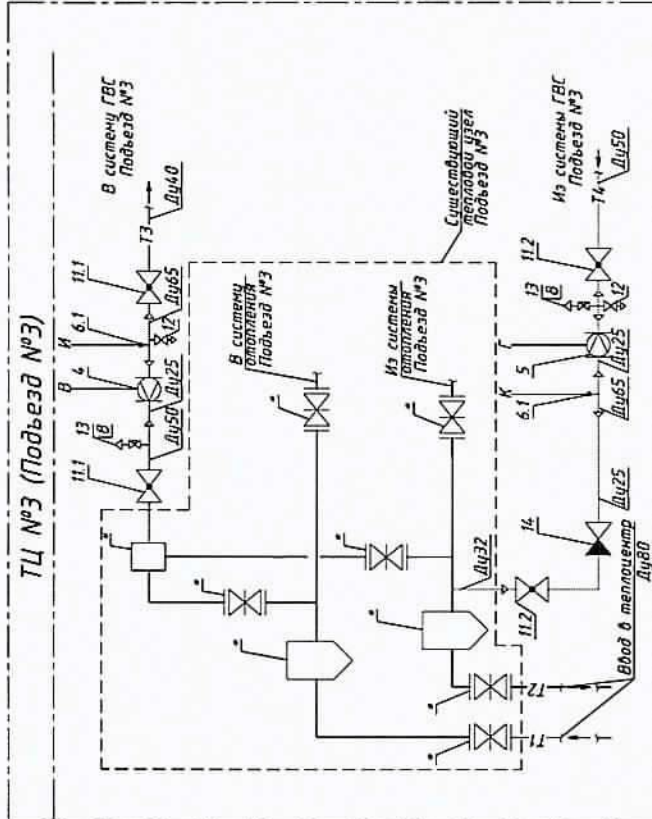 ТЦ №3 (Подъезд №3)
В систему ГВС
Подъезд №3
Т3
Ду40
11.1
И
6.1
Ду65
12
В
4
Ду25
13
В
Ду50
11.1
*
Существующий
тепловой узел
Подъезд №3
В систему
отопления
Подъезд №3
*
Из системы
отопления
Подъезд №3
*
*
*
*
*
Ду32
Из системы ГВС
Подъезд №3
Т4
Ду50
11.2
13
В
12
Г
5
Ду25
К
6.1
Ду65
Ду25
14
11.2
Ввод в теплоцентр
Ду80
Т2
*
Т1
*